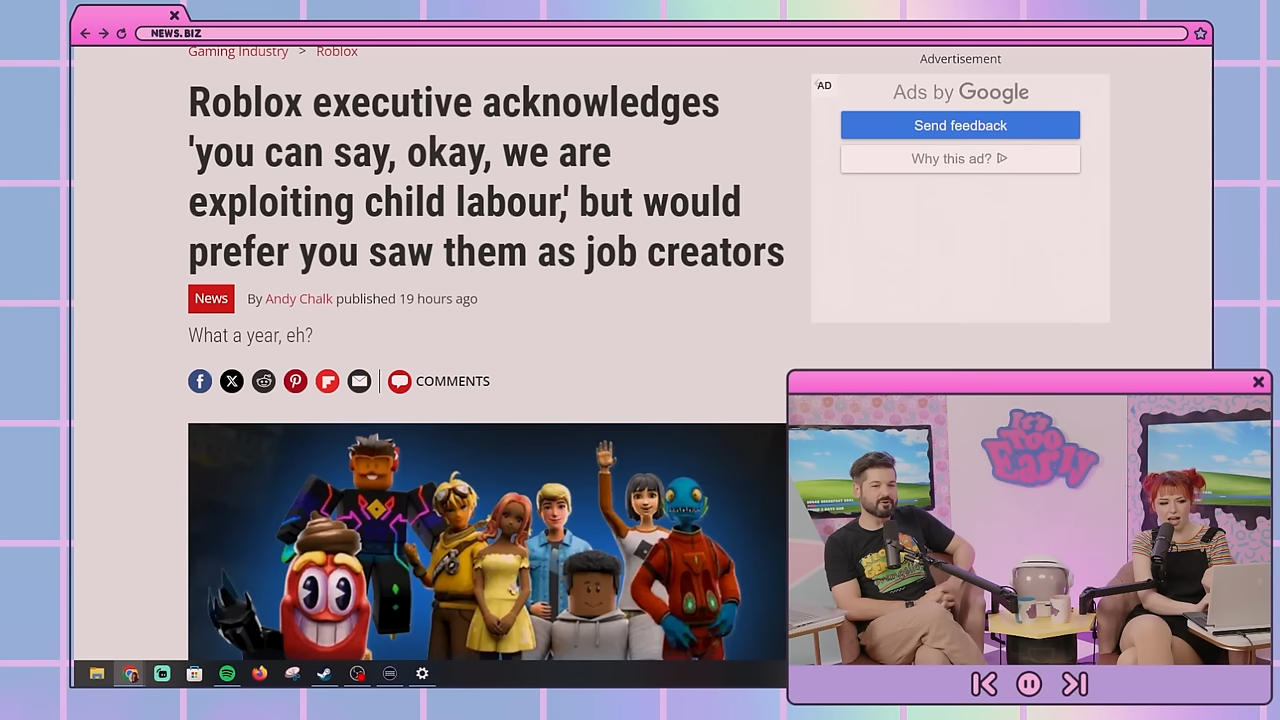 NEWS.BIZ
Gaming Industry > Roblox
Roblox executive acknowledges
'you can say, okay, we are
exploiting child labour,' but would
prefer you saw them as job creators
News By Andy Chalk published 19 hours ago
What a year, eh?
COMMENTS
Advertisement
AD
Ads by Google
Send feedback
Why this ad?
It's
Too
Early